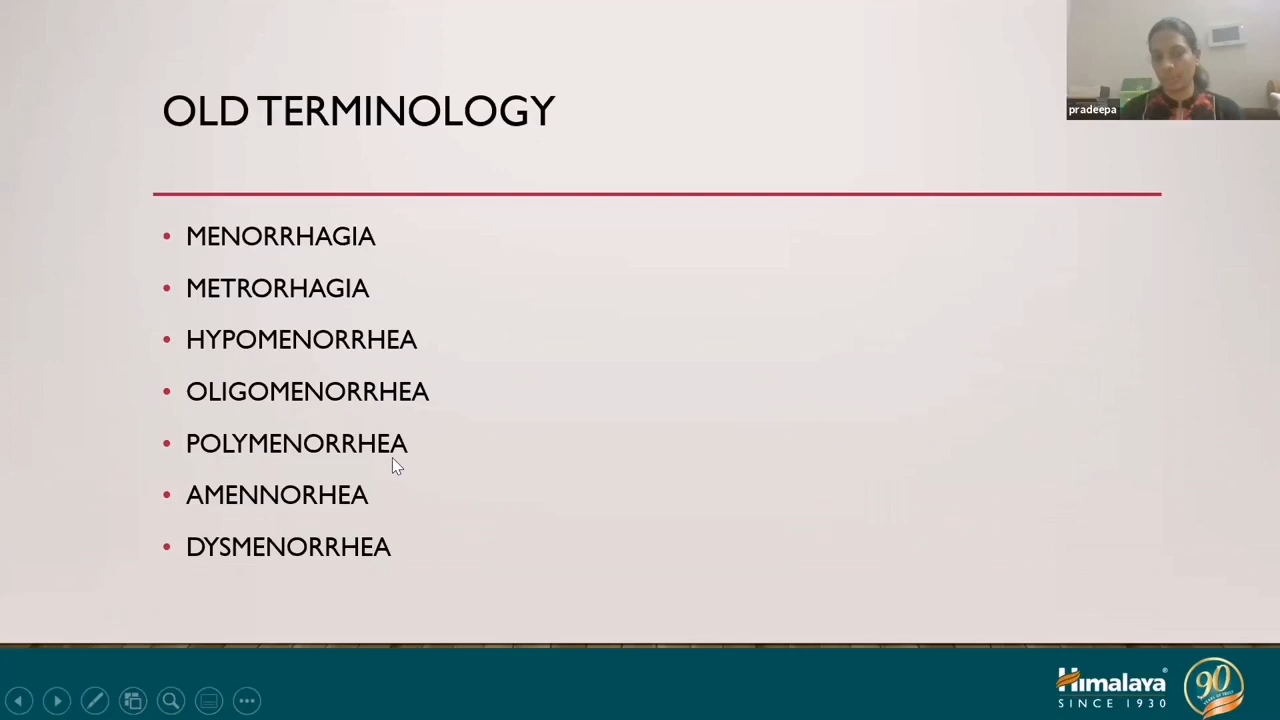 pradeepa
OLD TERMINOLOGY
• MENORRHAGIA
• METRORHAGIA
• HYPOMENORRHEA
• OLIGOMENORRHEA
• POLYMENORRHEA
• AMENNORHEA
• DYSMENORRHEA
Himalaya®
SINCE 1930
90